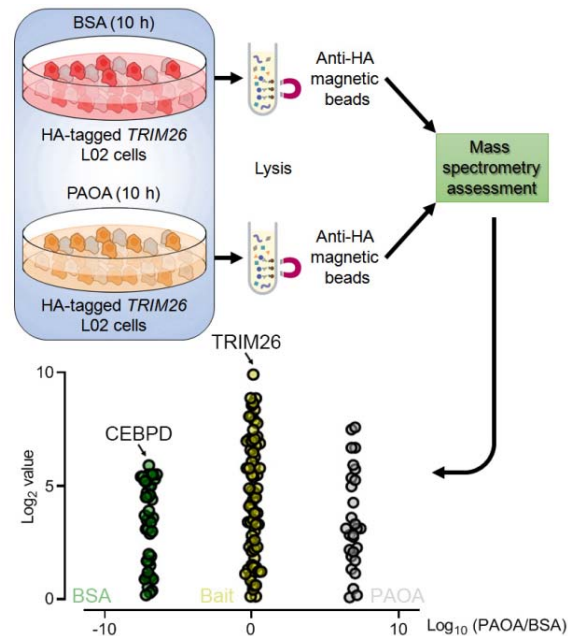 BSA (10 h)
HA-tagged TRIM26
L02 cells
Anti-HA
magnetic
beads
Lysis
PAOA (10 h)
HA-tagged TRIM26
L02 cells
Anti-HA
magnetic
beads
Mass
spectrometry
assessment
TRIM26
CEBPD
10
5
0
Log2 value
BSA
Bait
PAOA
-10
0
10
Log10 (PAOA/BSA)